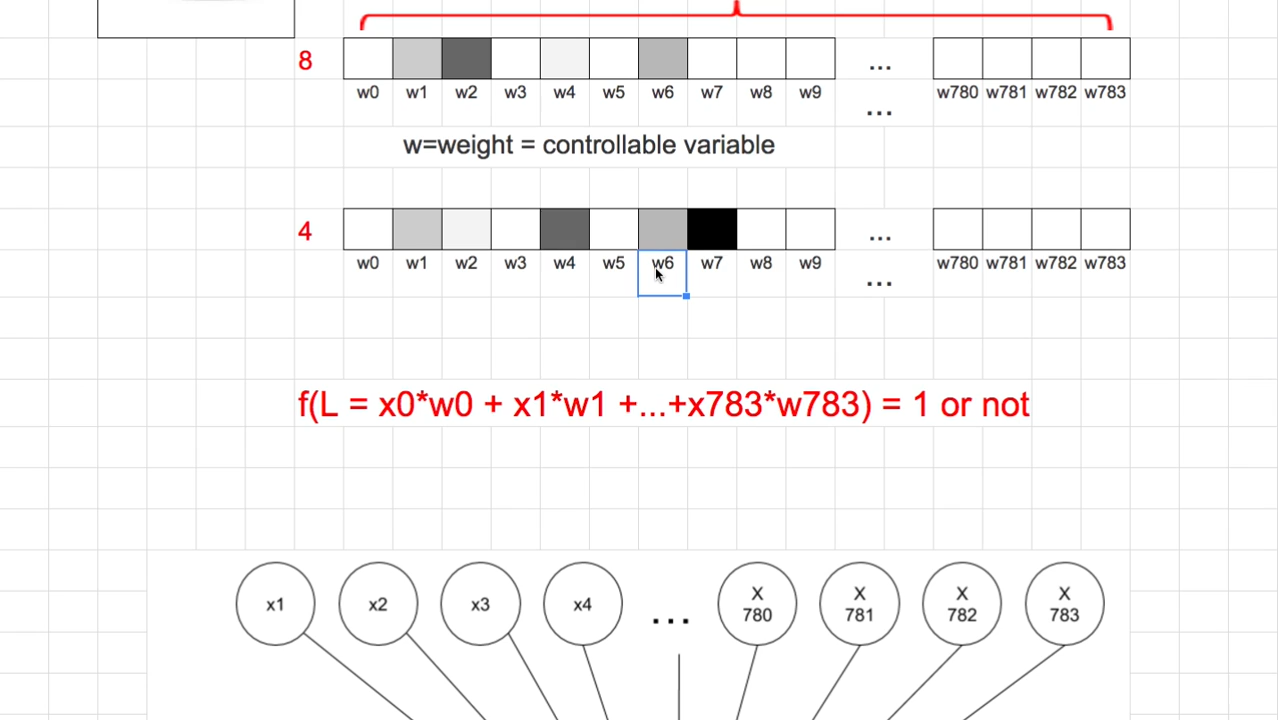 8
...
w0 w1 w2 w3 w4 w5 w6 w7 w8 w9 w780 w781 w782 w783
...
w=weight = controllable variable
4
...
w0 w1 w2 w3 w4 w5 w6 w7 w8 w9 w780 w781 w782 w783
...
f(L = x0*w0 + x1*w1 +...+x783*w783) = 1 or not
x1 x2 x3 x4 ... X 780 X 781 X 782 X 783